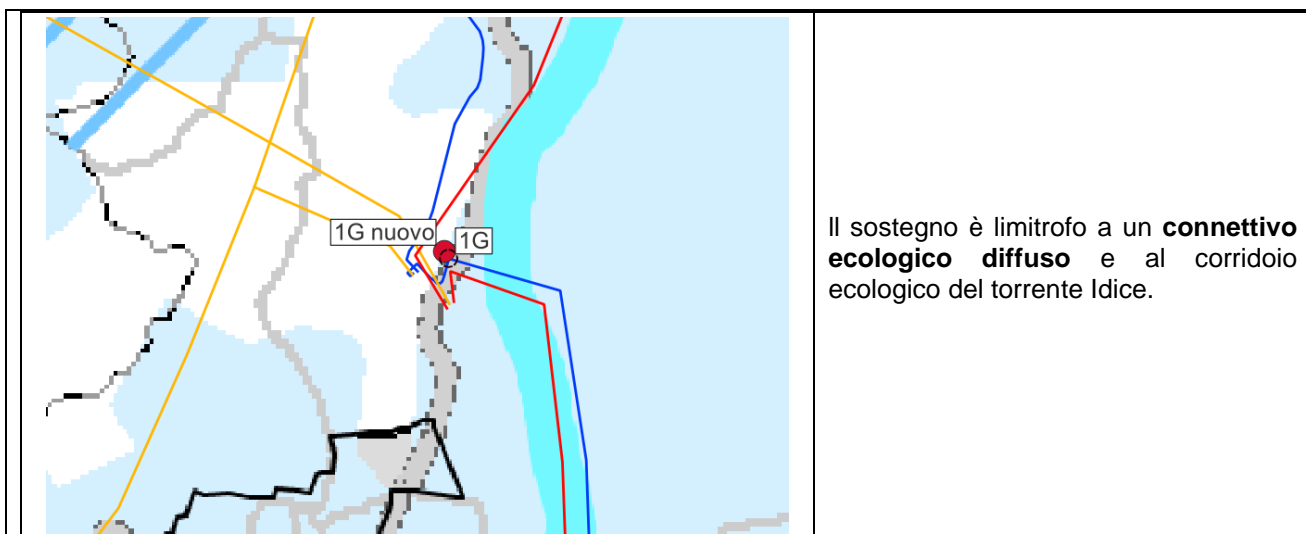 1G nuovo
1G
Il sostegno è limitrofo a un connettivo
ecologico diffuso e al corridoio
ecologico del torrente Idice.